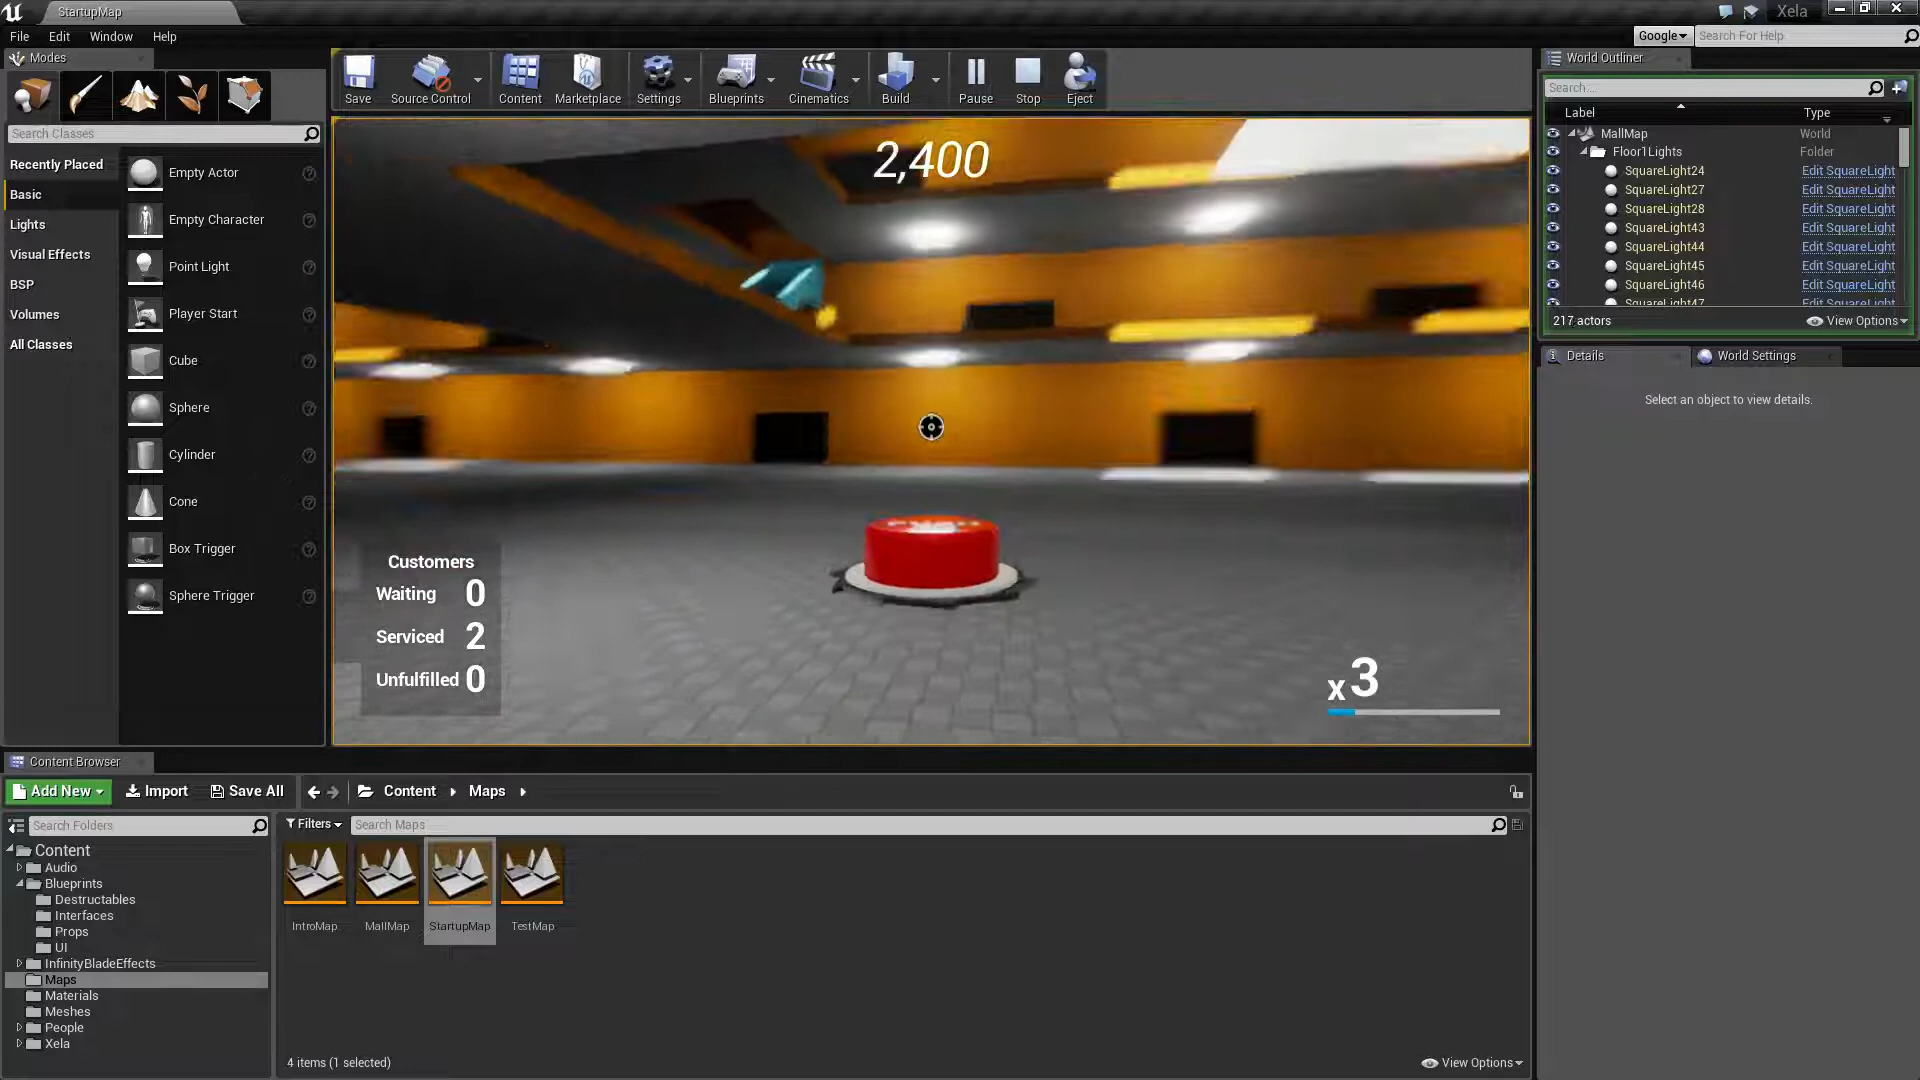 StartupMap
Xela
File Edit Window Help
Google Search For Help
Modes
Search Classes
Recently Placed
Basic
Lights
Visual Effects
BSP
Volumes
All Classes
Empty Actor
Empty Character
Point Light
Player Start
Cube
Sphere
Cylinder
Cone
Box Trigger
Sphere Trigger
Save Source Control Content Marketplace Settings Blueprints Cinematics Build Pause Stop Eject
2,400
Customers
Waiting 0
Serviced 2
Unfulfilled 0
x3
World Outliner
Search...
Label Type
MallMap World
Floor1Lights Folder
SquareLight24 Edit SquareLight
SquareLight27 Edit SquareLight
SquareLight28 Edit SquareLight
SquareLight43 Edit SquareLight
SquareLight44 Edit SquareLight
SquareLight45 Edit SquareLight
SquareLight46 Edit SquareLight
SquareLight47 Edit SquareLight
217 actors View Options
Details World Settings
Select an object to view details.
Content Browser
Add New Import Save All Content Maps
Search Folders
Filters Search Maps
Content
Audio
Blueprints
Destructables
Interfaces
Props
UI
InfinityBladeEffects
Maps
Materials
Meshes
People
Xela
IntroMap MallMap StartupMap TestMap
4 items (1 selected) View Options